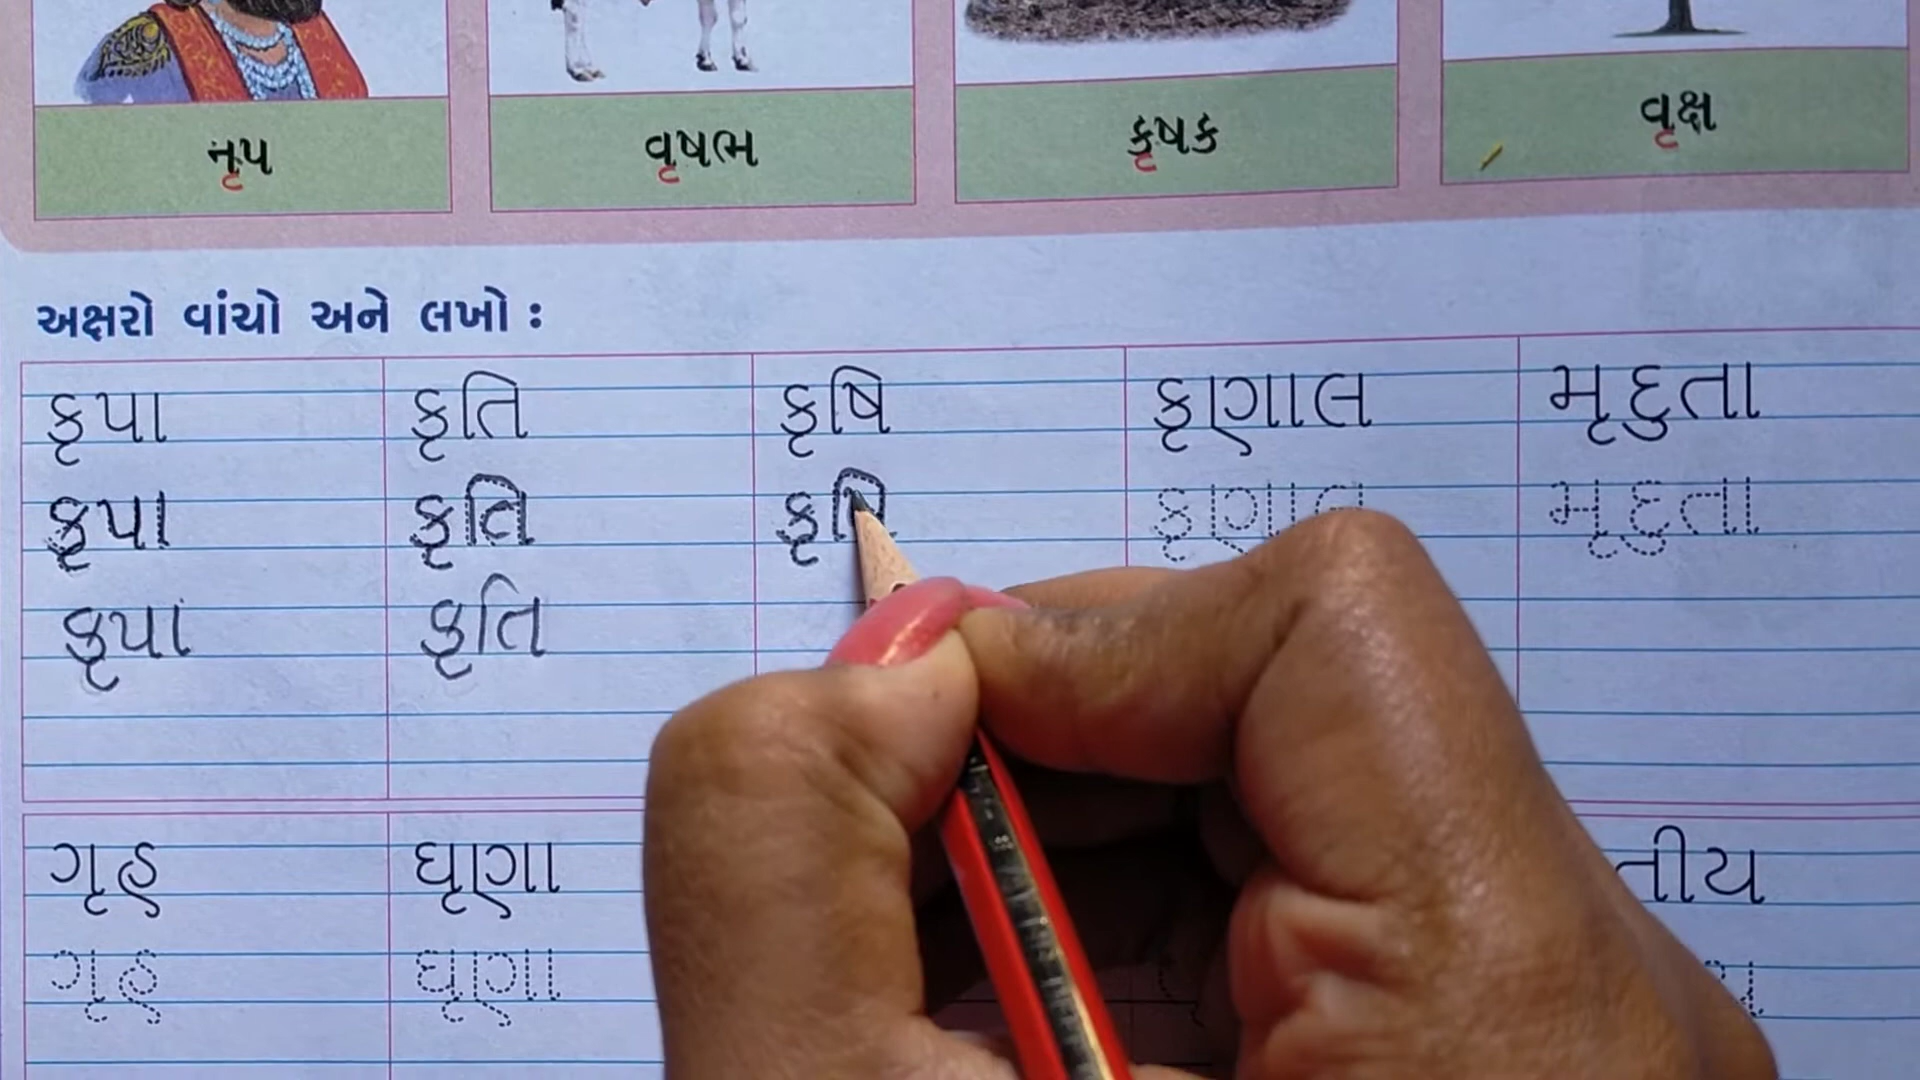 નૃપ વૃષભ કૃષક વૃક્ષ
અક્ષરો વાંચો અને લખો :
કૃપા કૃતિ કૃષિ કૃણાલ મૃદુતા
કૃપા કૃતિ કૃષિ કૃણાલ મૃદુતા
કૃપા કૃતિ
ગૃહ ઘૃણા
ગૃહ ઘૃણા